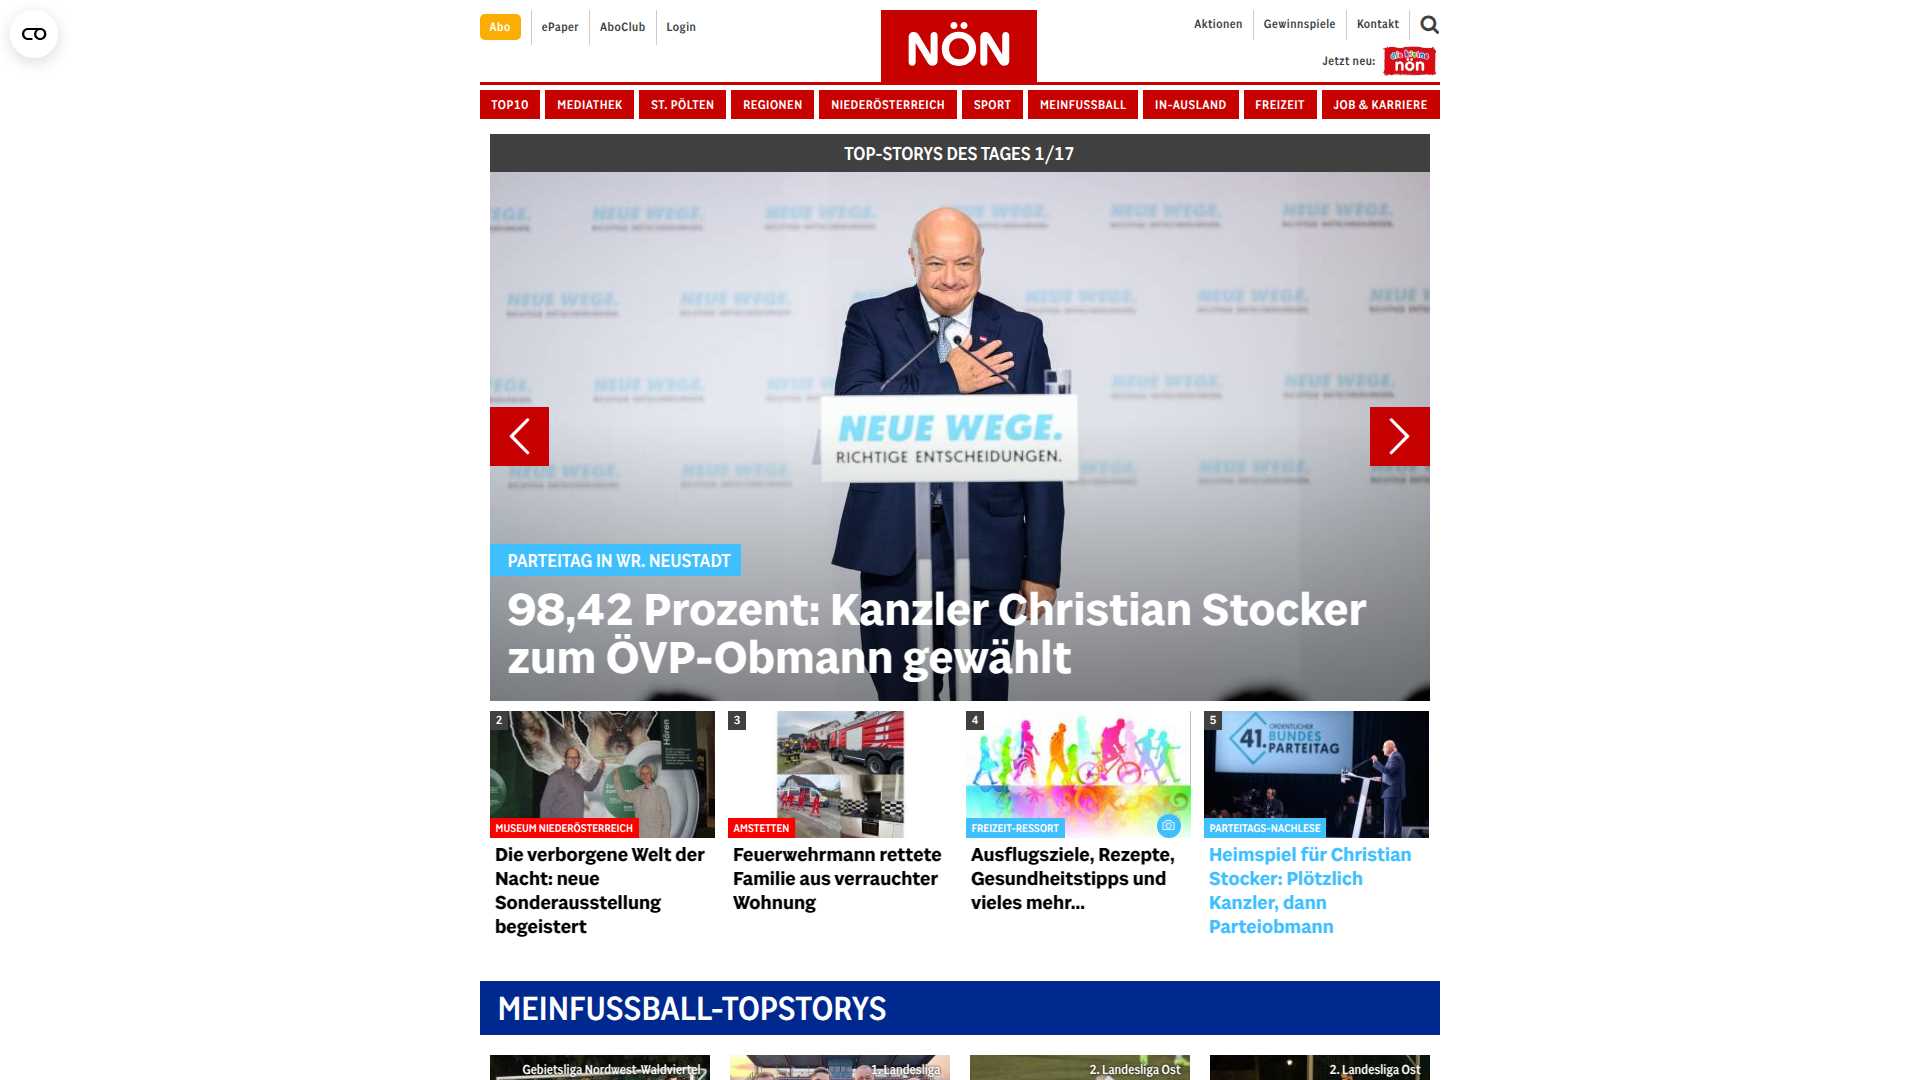 Abo
ePaper
AboClub
Login
NÖN
Aktionen
Gewinnspiele
Kontakt
Jetzt neu:
die kleine
nön
TOP10
MEDIATHEK
ST. PÖLTEN
REGIONEN
NIEDERÖSTERREICH
SPORT
MEINFUSSBALL
IN-AUSLAND
FREIZEIT
JOB & KARRIERE
TOP-STORYS DES TAGES 1/17
NEUE WEGE.
RICHTIGE ENTSCHEIDUNGEN.
PARTEITAG IN WR. NEUSTADT
98,42 Prozent: Kanzler Christian Stocker
zum ÖVP-Obmann gewählt
2
Hören
MUSEUM NIEDERÖSTERREICH
Die verborgene Welt der
Nacht: neue
Sonderausstellung
begeistert
3
AMSTETTEN
Feuerwehrmann rettete
Familie aus verrauchter
Wohnung
4
FREIZEIT-RESSORT
Ausflugsziele, Rezepte,
Gesundheitstipps und
vieles mehr...
5
ORDENTLICHER
41. BUNDES
PARTEITAG
PARTEITAGS-NACHLESE
Heimspiel für Christian
Stocker: Plötzlich
Kanzler, dann
Parteiobmann
MEINFUSSBALL-TOPSTORYS
Gebietsliga Nordwest-Waldviertel
1. Landesliga
2. Landesliga Ost
2. Landesliga Ost